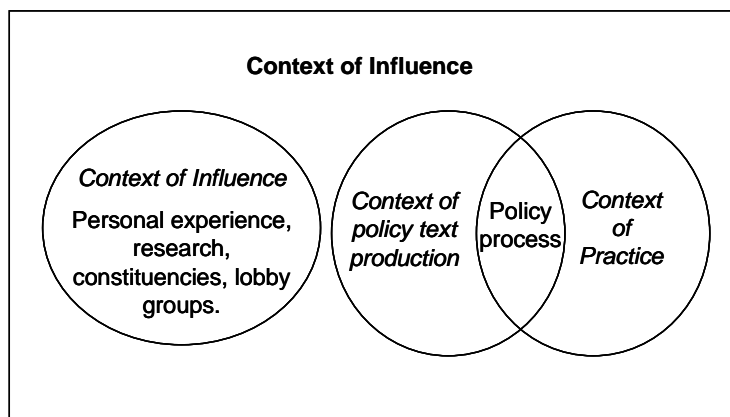 Context of Influence
Context of Influence
Personal experience,
research,
constituencies, lobby
groups.
Context of
policy text
production
Policy
process
Context
of
Practice